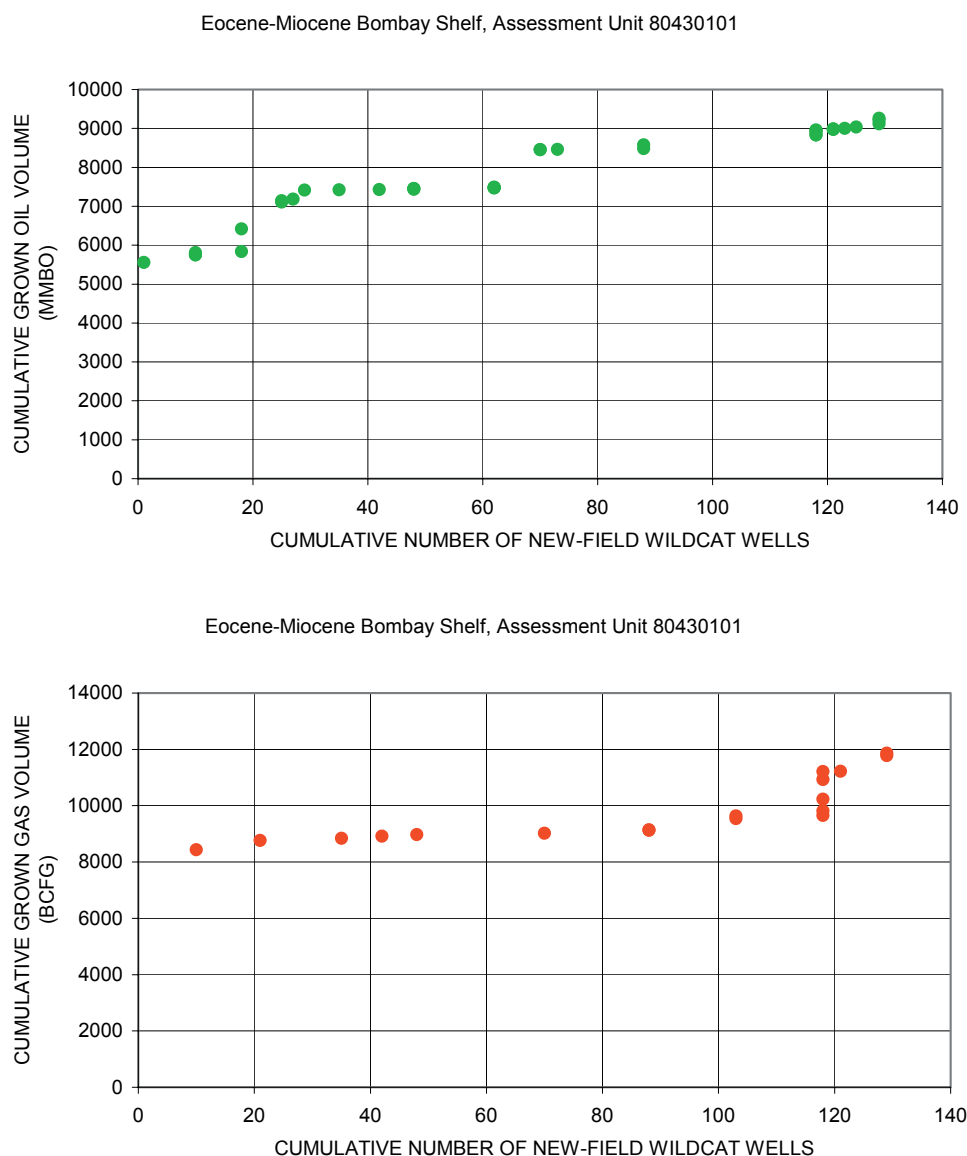 Eocene-Miocene Bombay Shelf, Assessment Unit 80430101
10000
9000
8000
7000
6000
5000
4000
3000
2000
1000
0
CUMULATIVE GROWN OIL VOLUME
(MMBO)
0 20 40 60 80 100 120 140
CUMULATIVE NUMBER OF NEW-FIELD WILDCAT WELLS
Eocene-Miocene Bombay Shelf, Assessment Unit 80430101
14000
12000
10000
8000
6000
4000
2000
0
CUMULATIVE GROWN GAS VOLUME
(BCFG)
0 20 40 60 80 100 120 140
CUMULATIVE NUMBER OF NEW-FIELD WILDCAT WELLS